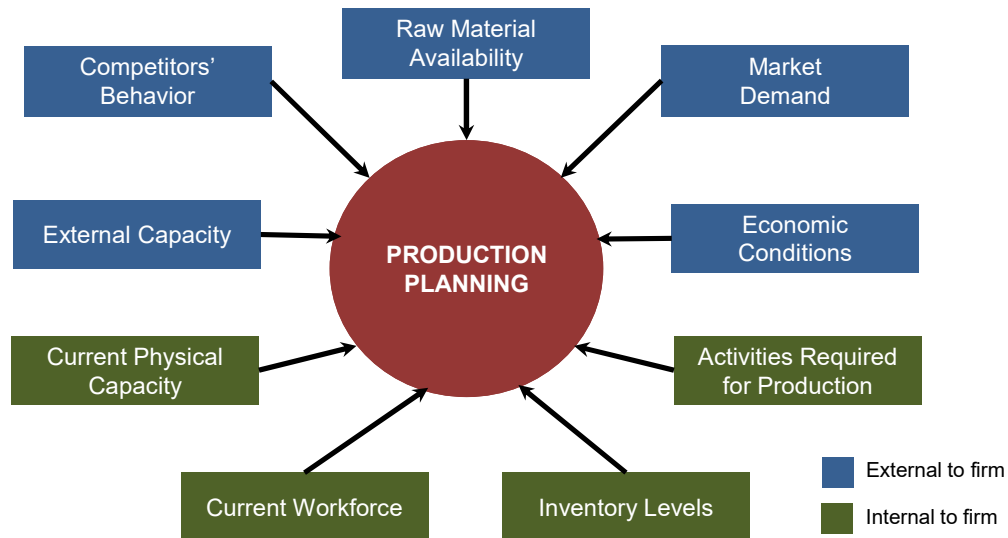 Raw Material
Availability
Competitors’
Behavior
Market
Demand
External Capacity
PRODUCTION
PLANNING
Economic
Conditions
Current Physical
Capacity
Activities Required
for Production
Current Workforce
Inventory Levels
External to firm
Internal to firm